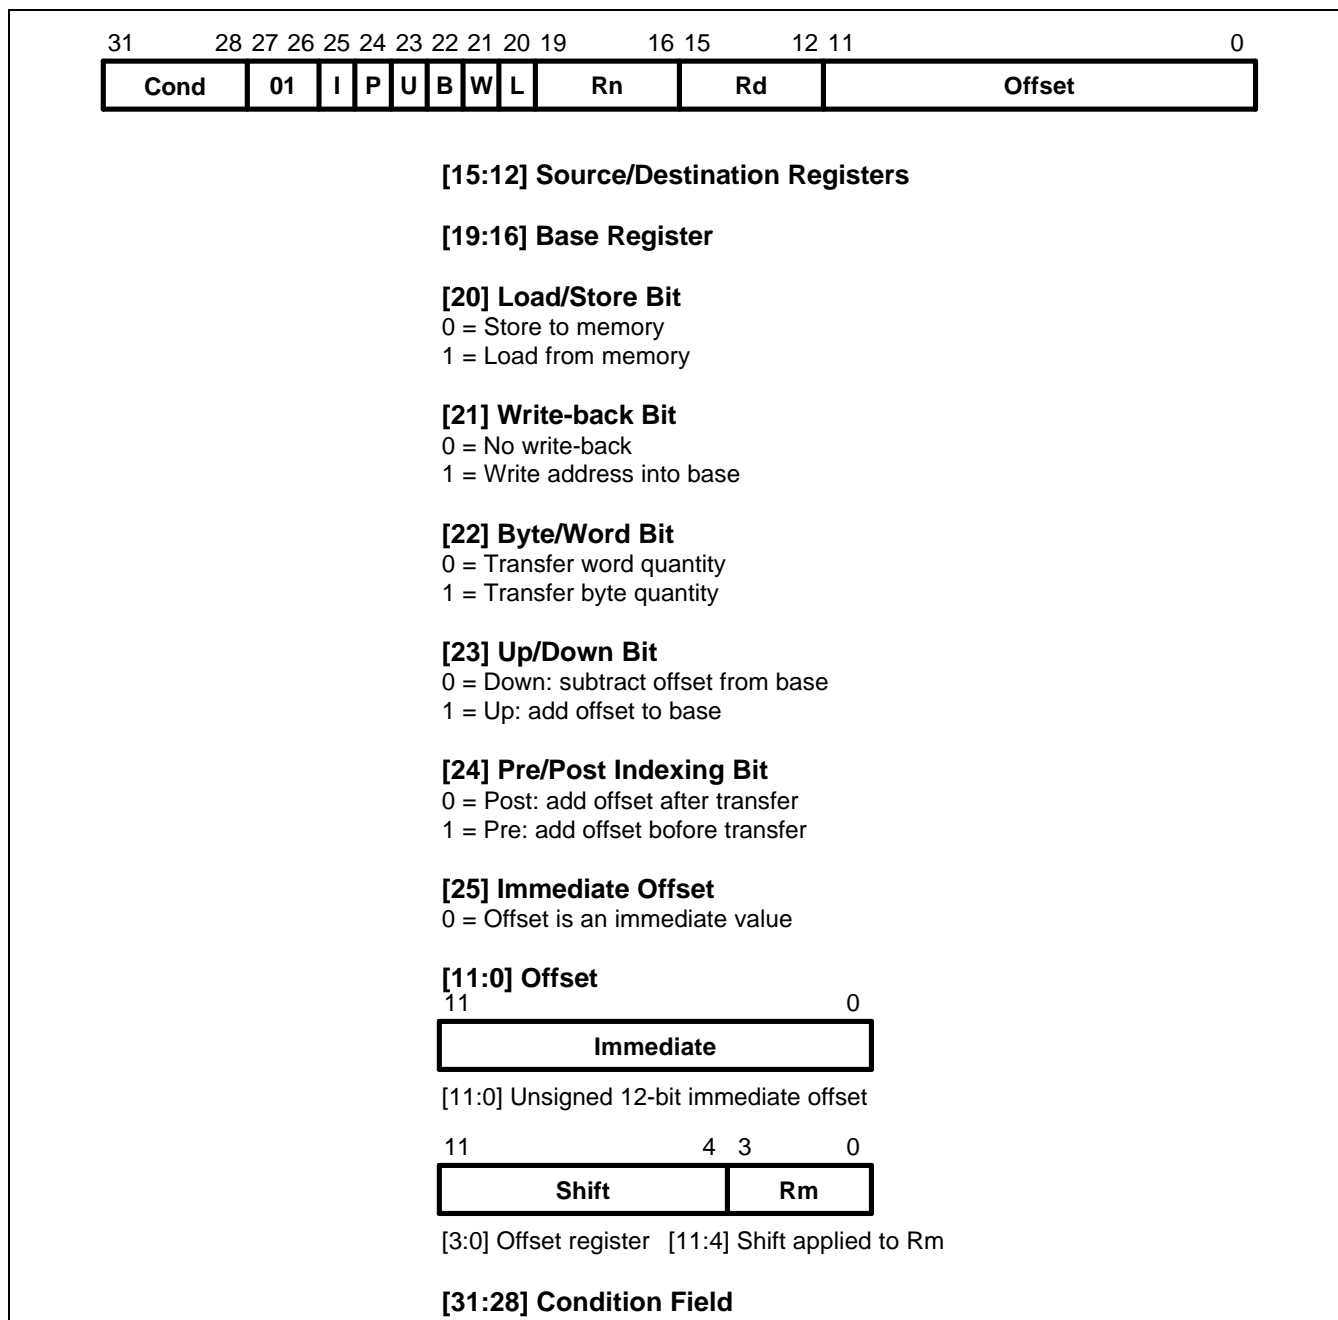 31 28 27 26 25 24 23 22 21 20 19 16 15 12 11 0
Cond 01 I P U B W L Rn Rd Offset
[15:12] Source/Destination Registers
[19:16] Base Register
[20] Load/Store Bit
0 = Store to memory
1 = Load from memory
[21] Write-back Bit
0 = No write-back
1 = Write address into base
[22] Byte/Word Bit
0 = Transfer word quantity
1 = Transfer byte quantity
[23] Up/Down Bit
0 = Down: subtract offset from base
1 = Up: add offset to base
[24] Pre/Post Indexing Bit
0 = Post: add offset after transfer
1 = Pre: add offset bofore transfer
[25] Immediate Offset
0 = Offset is an immediate value
[11:0] Offset
11 0
Immediate
[11:0] Unsigned 12-bit immediate offset
11 4 3 0
Shift Rm
[3:0] Offset register [11:4] Shift applied to Rm
[31:28] Condition Field